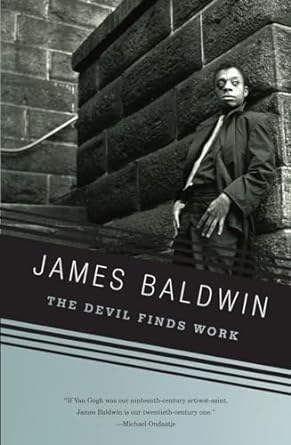 JAMES BALDWIN
THE DEVIL FINDS WORK
"If Van Gogh was our nineteenth-century artist-saint,
James Baldwin is our twentieth-century one."
—Michael Ondaatje